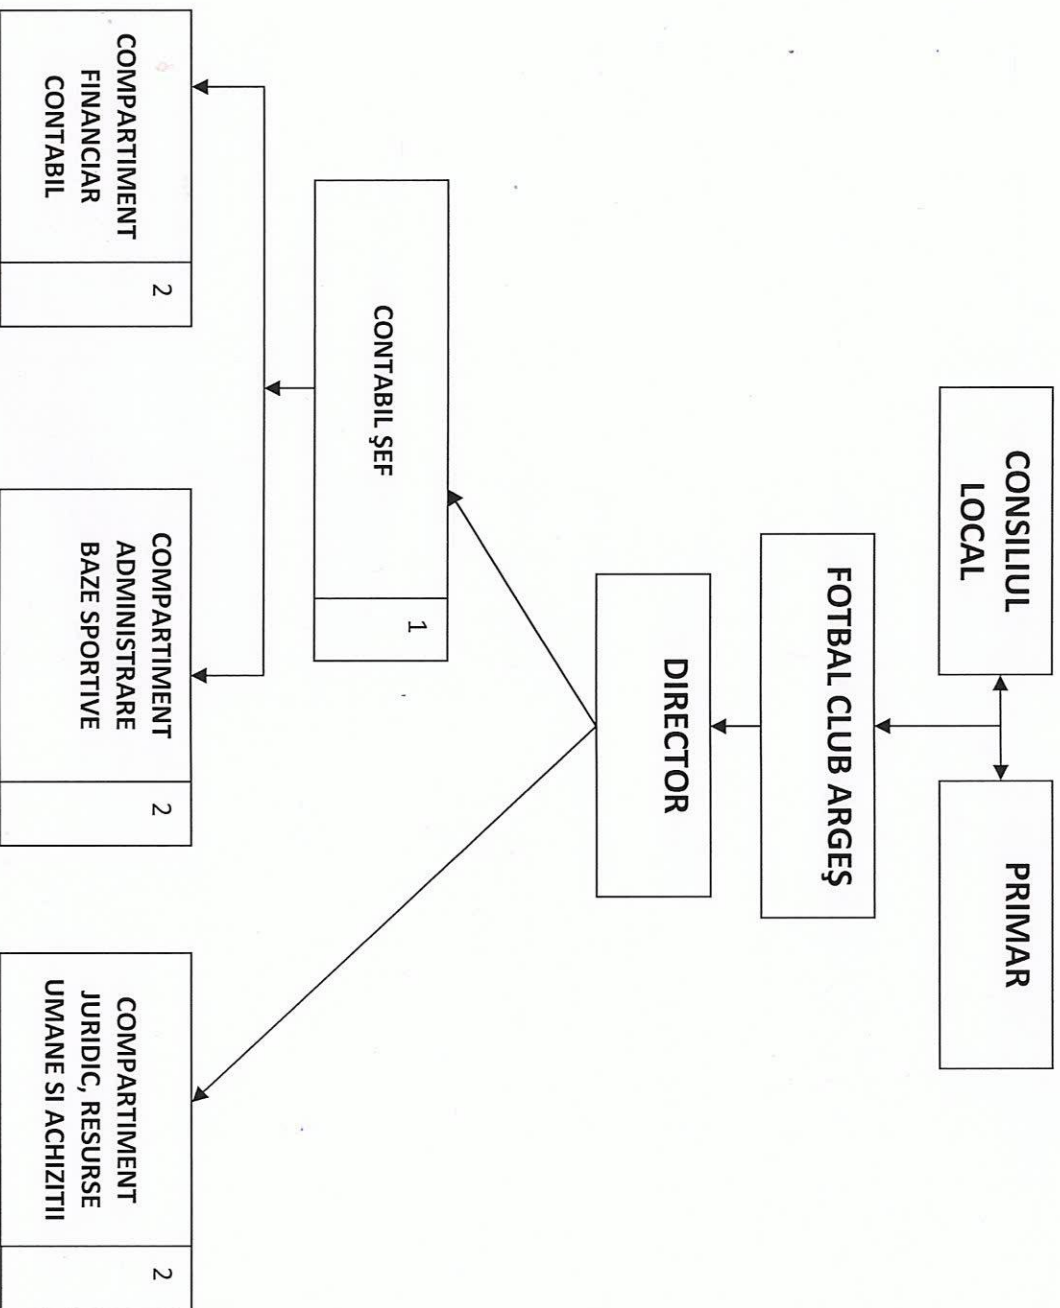 CONSILIUL
LOCAL
PRIMAR
FOTBAL CLUB ARGEŞ
DIRECTOR
CONTABIL ŞEF
1
COMPARTIMENT
FINANCIAR
CONTABIL
2
COMPARTIMENT
ADMINISTRARE
BAZE SPORTIVE
2
COMPARTIMENT
JURIDIC, RESURSE
UMANE SI ACHIZITII
2